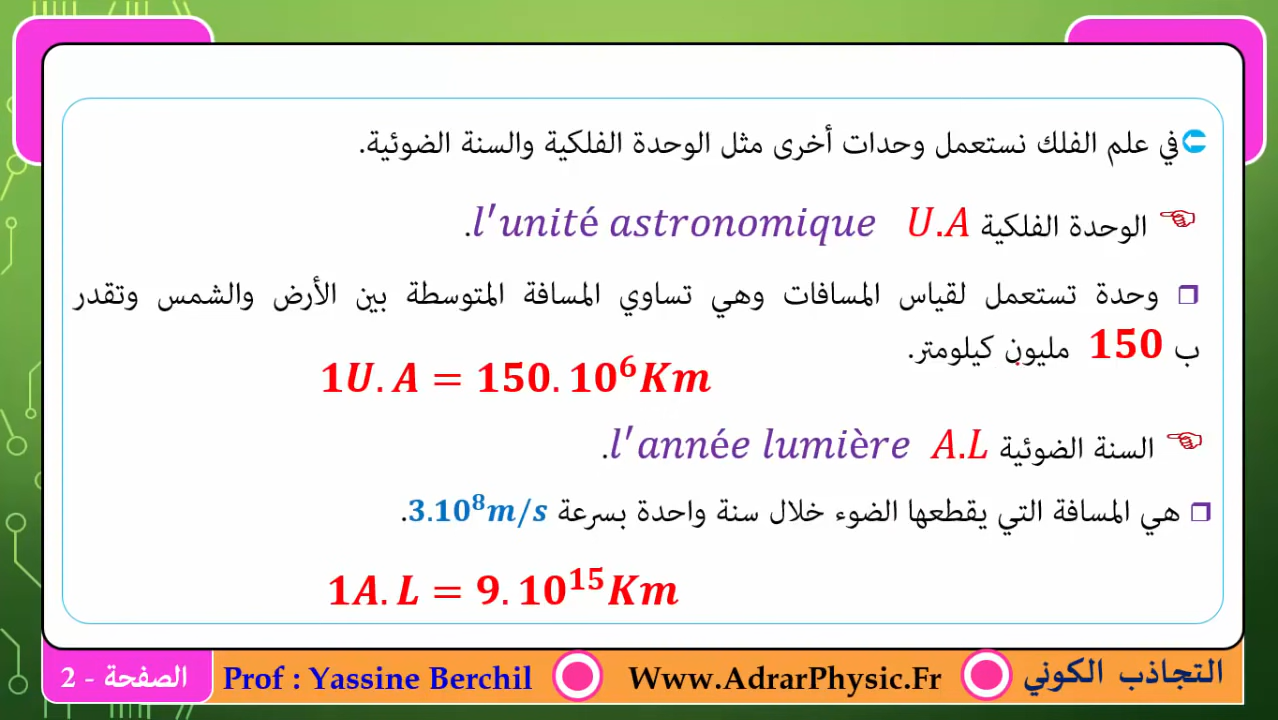 في علم الفلك نستعمل وحدات أخرى مثل الوحدة الفلكية والسنة الضوئية.
الوحدة الفلكية U.A l'unité astronomique.
وحدة تستعمل لقياس المسافات وهي تساوي المسافة المتوسطة بين الأرض والشمس وتقدر
ب 150 مليون كيلومتر.
1U.A = 150.10⁶Km
السنة الضوئية A.L l'année lumière.
هي المسافة التي يقطعها الضوء خلال سنة واحدة بسرعة 3.10⁸m/s.
1A.L = 9.10¹⁵Km
التجاذب الكوني
Www.AdrarPhysic.Fr
Prof : Yassine Berchil
الصفحة - 2